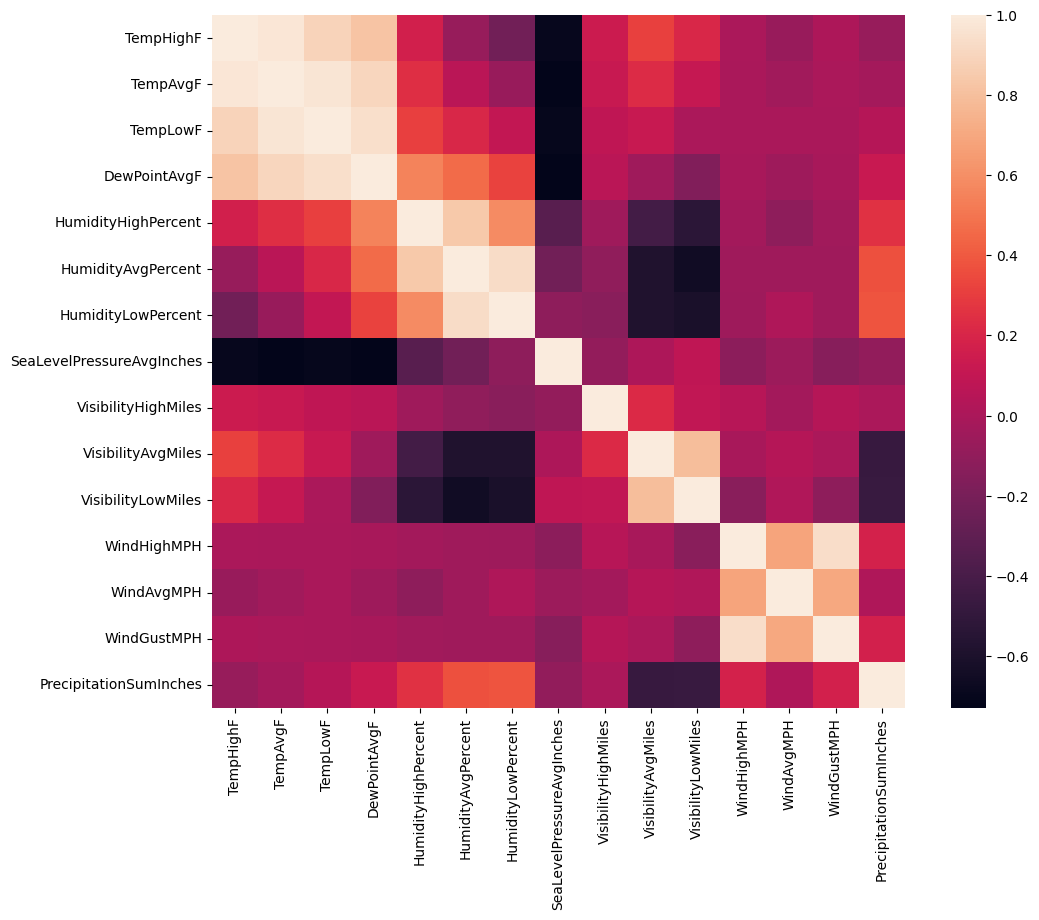 TempHighF
TempAvgF
TempLowF
DewPointAvgF
HumidityHighPercent
HumidityAvgPercent
HumidityLowPercent
SeaLevelPressureAvgInches
VisibilityHighMiles
VisibilityAvgMiles
VisibilityLowMiles
WindHighMPH
WindAvgMPH
WindGustMPH
PrecipitationSumInches
TempHighF
TempAvgF
TempLowF
DewPointAvgF
HumidityHighPercent
HumidityAvgPercent
HumidityLowPercent
SeaLevelPressureAvgInches
VisibilityHighMiles
VisibilityAvgMiles
VisibilityLowMiles
WindHighMPH
WindAvgMPH
WindGustMPH
PrecipitationSumInches
1.0
0.8
0.6
0.4
0.2
0.0
−0.2
−0.4
−0.6